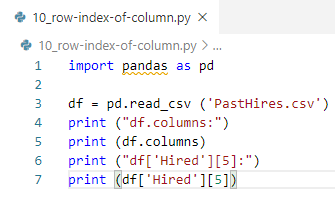 10_row-index-of-column.py ×
10_row-index-of-column.py > ...
1 import pandas as pd
2
3 df = pd.read_csv ('PastHires.csv')
4 print ("df.columns:")
5 print (df.columns)
6 print ("df['Hired'][5]:")
7 print (df['Hired'][5])